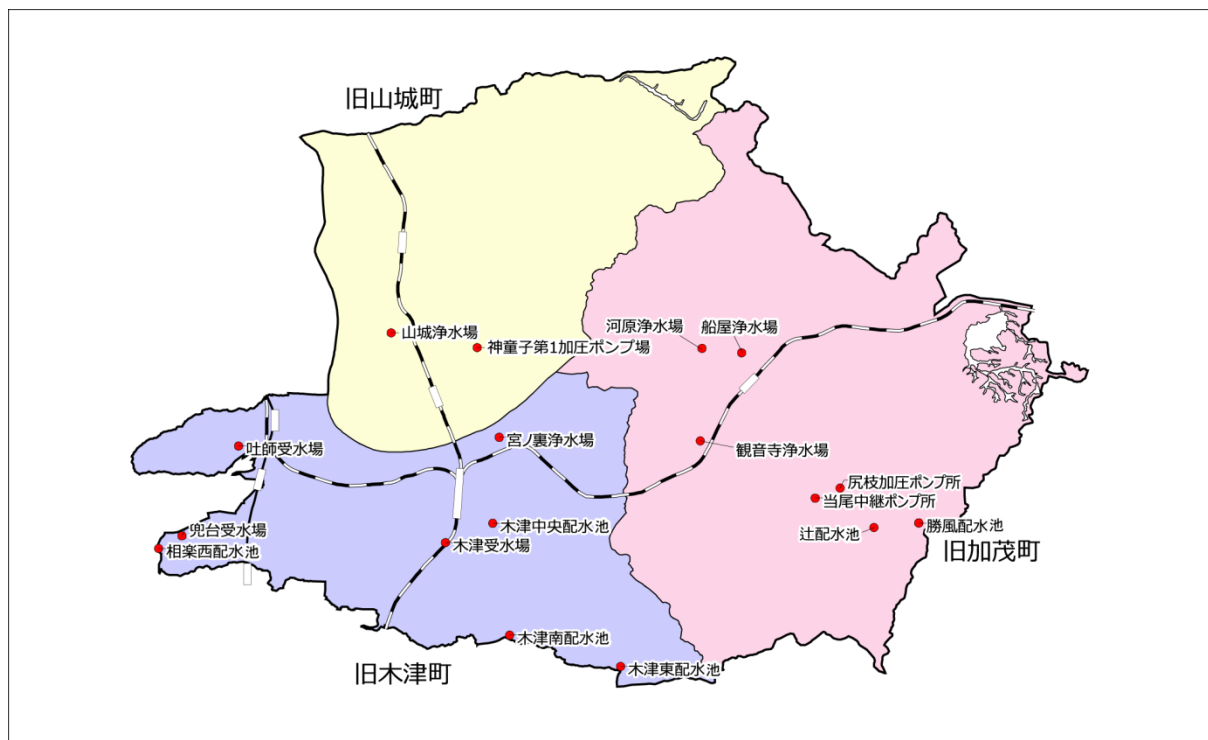 旧山城町
山城浄水場
神童子第1加圧ポンプ場
河原浄水場
船屋浄水場
宮ノ裏浄水場
吐師受水場
観音寺浄水場
尻枝加圧ポンプ所
当尾中継ポンプ所
辻配水池
勝風配水池
旧加茂町
兜台受水場
相楽西配水池
木津中央配水池
木津受水場
木津南配水池
木津東配水池
旧木津町